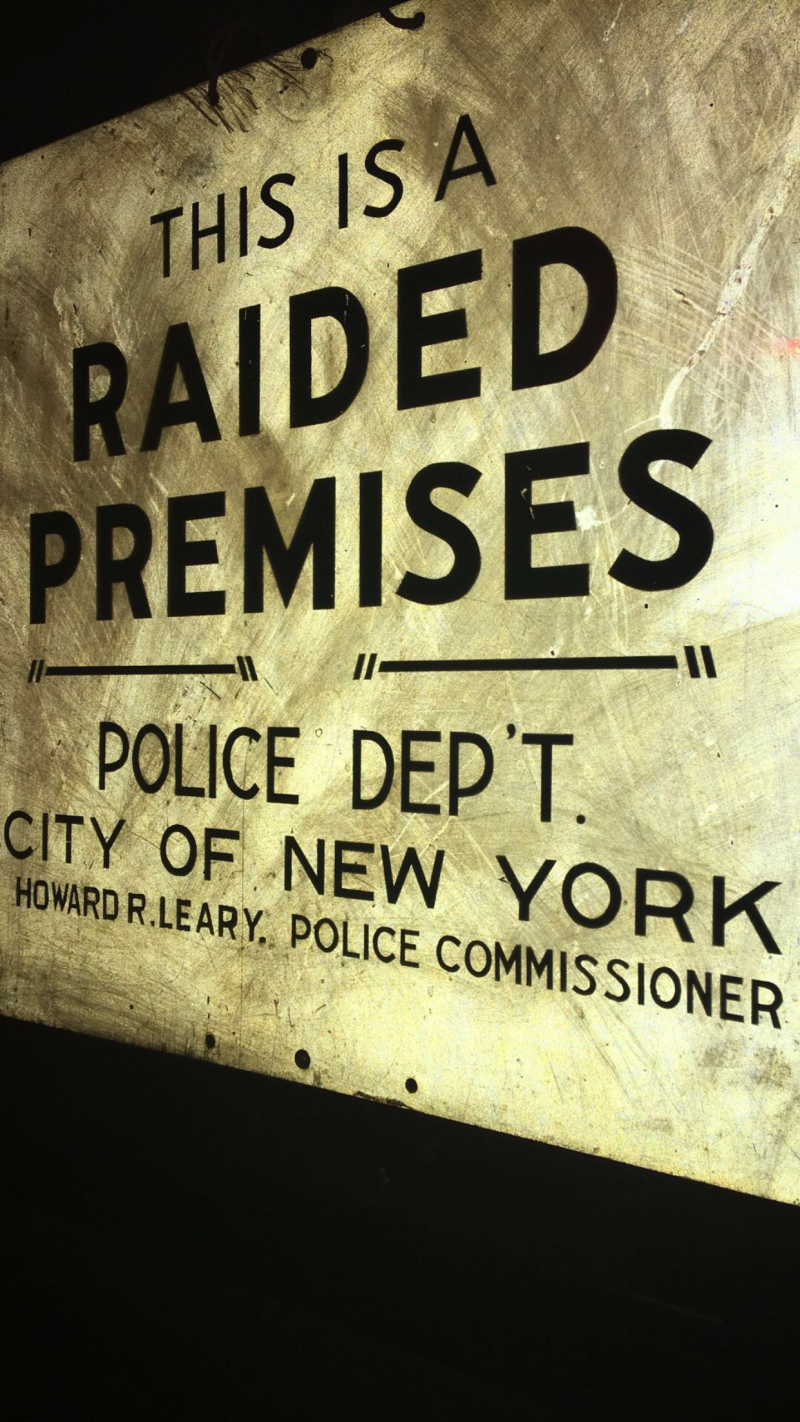 THIS IS A
RAIDED
PREMISES
POLICE DEP'T.
CITY OF NEW YORK
HOWARD R. LEARY. POLICE COMMISSIONER